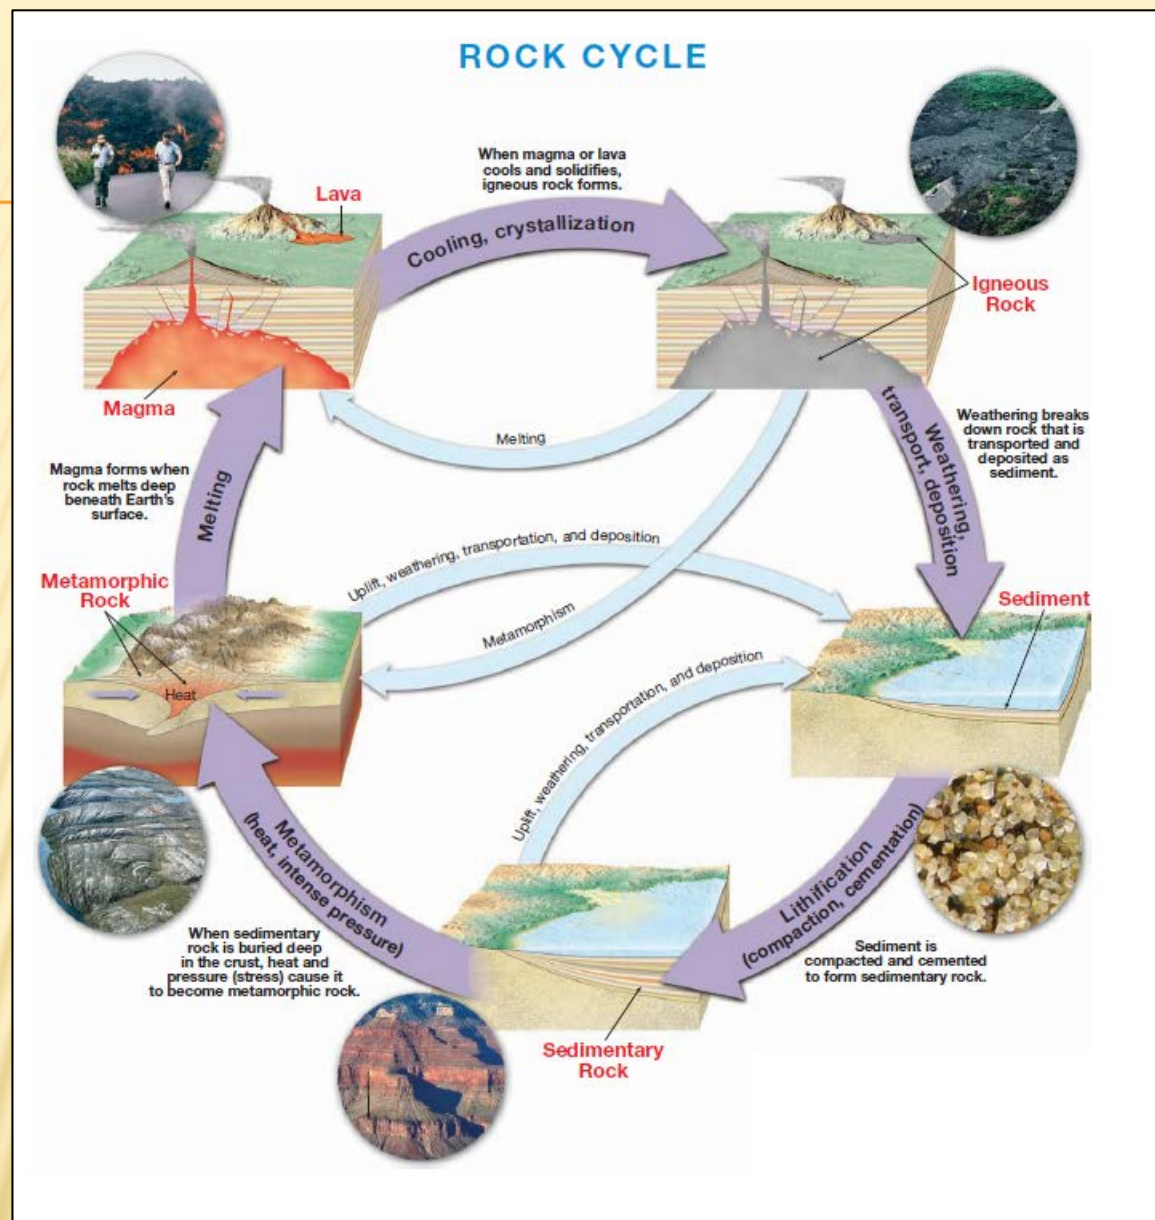 ROCK CYCLE
When magma or lava
cools and solidifies,
igneous rock forms.
Lava
Cooling, crystallization
Igneous
Rock
Magma
Melting
Weathering,
transport, deposition
Weathering breaks
down rock that is
transported and
deposited as
sediment.
Magma forms when
rock melts deep
beneath Earth's
surface.
Melting
Uplift, weathering, transportation, and deposition
Metamorphic
Rock
Metamorphism
Sediment
Heat
Uplift, weathering, transportation, and deposition
Metamorphism
(heat, intense pressure)
Lithification
(compaction, cementation)
When sedimentary
rock is buried deep
in the crust, heat and
pressure (stress) cause it
to become metamorphic rock.
Sediment is
compacted and cemented
to form sedimentary rock.
Sedimentary
Rock